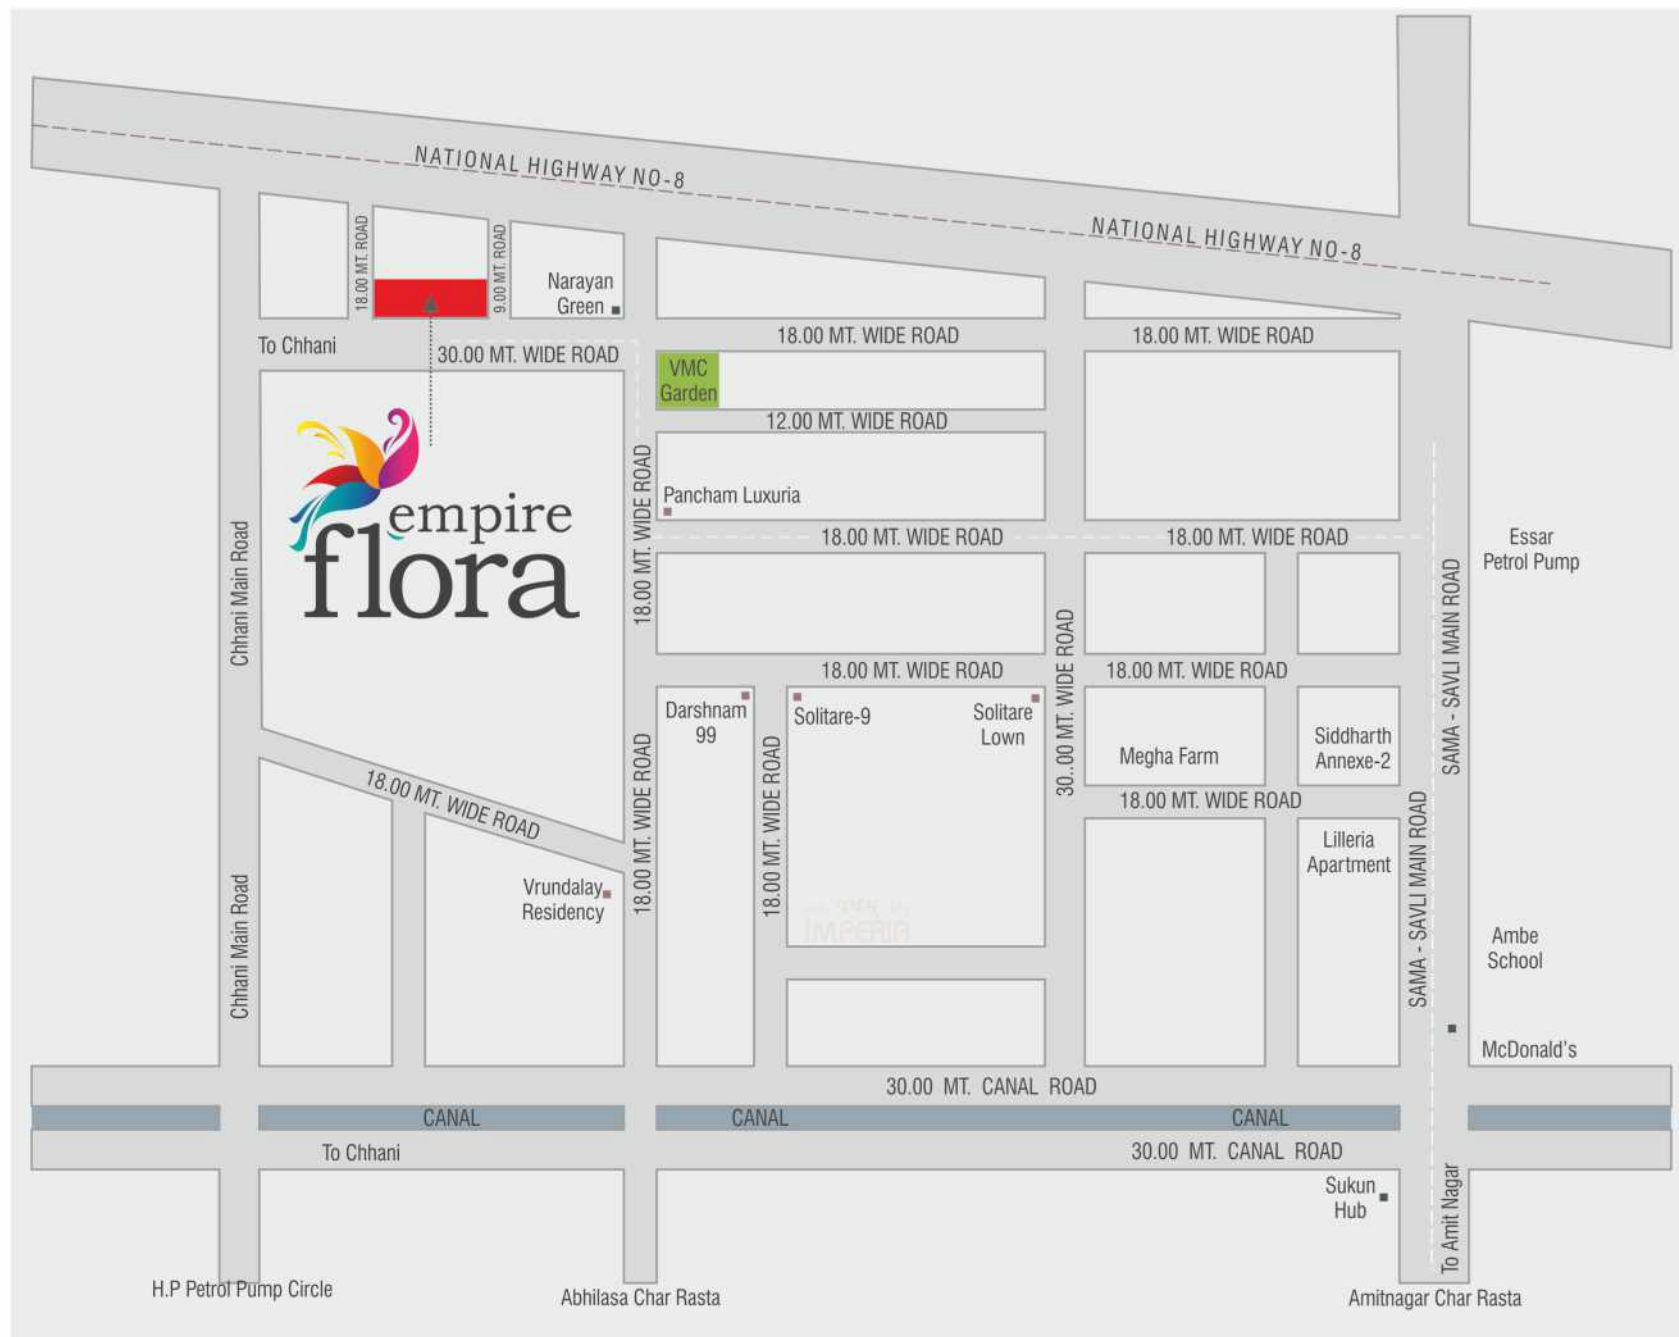 NATIONAL HIGHWAY NO-8
NATIONAL HIGHWAY NO-8
18.00 MT. ROAD
9.00 MT. ROAD
Narayan
Green
To Chhani
30.00 MT. WIDE ROAD
18.00 MT. WIDE ROAD
18.00 MT. WIDE ROAD
VMC
Garden
12.00 MT. WIDE ROAD
empire
flora
Chhani Main Road
18.00 MT. WIDE ROAD
Pancham Luxuria
18.00 MT. WIDE ROAD
18.00 MT. WIDE ROAD
Essar
Petrol Pump
SAMA - SAVLI MAIN ROAD
30..00 MT. WIDE ROAD
18.00 MT. WIDE ROAD
18.00 MT. WIDE ROAD
Darshnam
99
Solitare-9
Solitare
Lown
Megha Farm
Siddharth
Annexe-2
18.00 MT. WIDE ROAD
18.00 MT. WIDE ROAD
18.00 MT. WIDE ROAD
18.00 MT. WIDE ROAD
SAMA - SAVLI MAIN ROAD
Lilleria
Apartment
Vrundalay
Residency
Chhani Main Road
IMPERIA
Ambe
School
McDonald's
30.00 MT. CANAL ROAD
CANAL
CANAL
CANAL
To Chhani
30.00 MT. CANAL ROAD
Sukun
Hub
To Amit Nagar
H.P Petrol Pump Circle
Abhilasa Char Rasta
Amitnagar Char Rasta